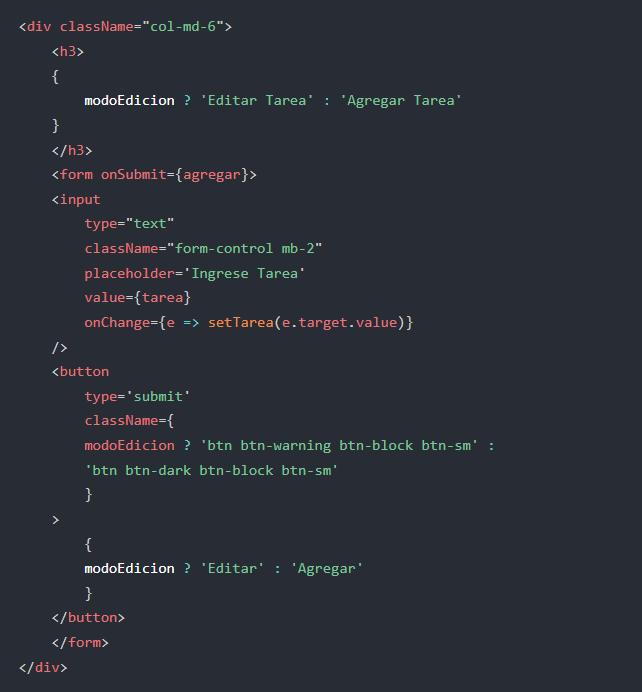 <div className="col-md-6">
    <h3>
    {
        modoEdicion ? 'Editar Tarea' : 'Agregar Tarea'
    }
    </h3>
    <form onSubmit={agregar}>
    <input
        type="text"
        className="form-control mb-2"
        placeholder='Ingrese Tarea'
        value={tarea}
        onChange={e => setTarea(e.target.value)}
    />
    <button
        type='submit'
        className={
        modoEdicion ? 'btn btn-warning btn-block btn-sm' :
        'btn btn-dark btn-block btn-sm'
        }
    >
        {
        modoEdicion ? 'Editar' : 'Agregar'
        }
    </button>
    </form>
</div>